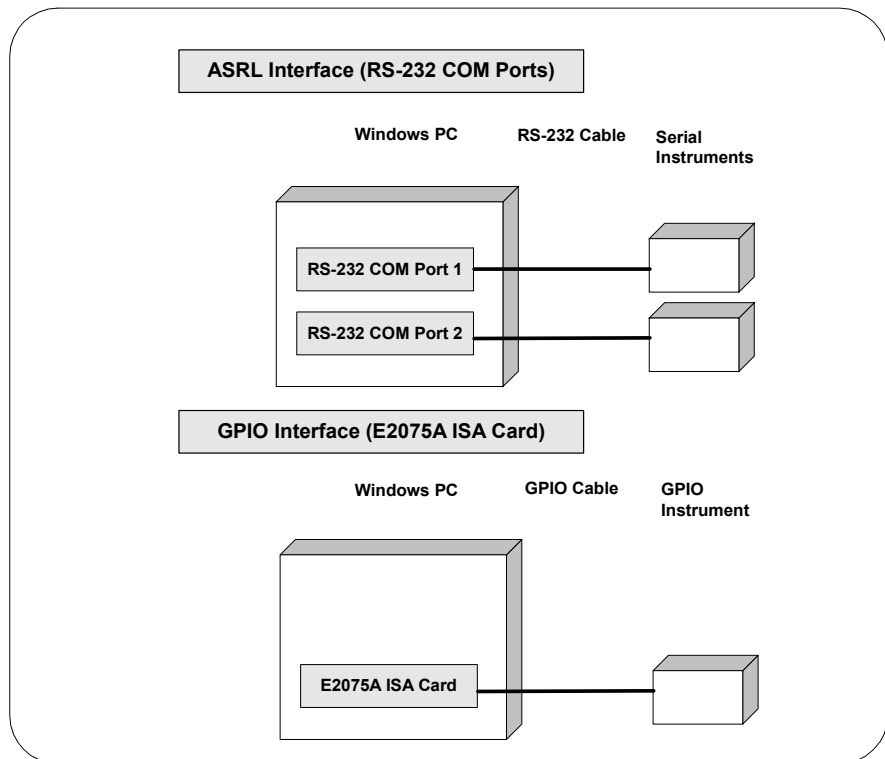 ASRL Interface (RS-232 COM Ports)
Windows PC
RS-232 Cable
Serial
Instruments
RS-232 COM Port 1
RS-232 COM Port 2
GPIO Interface (E2075A ISA Card)
Windows PC
GPIO Cable
GPIO
Instrument
E2075A ISA Card